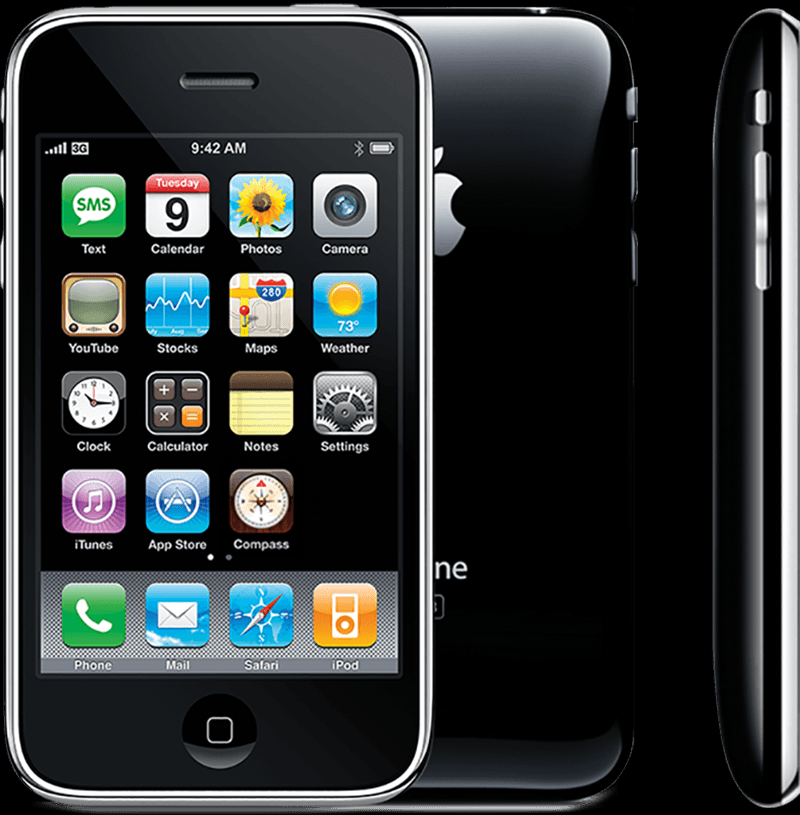 3G 9:42 AM
SMS Tuesday
9
Text Calendar Photos Camera
280
73°
YouTube Stocks Maps Weather
Clock Calculator Notes Settings
iTunes App Store Compass
ne
Phone Mail Safari iPod